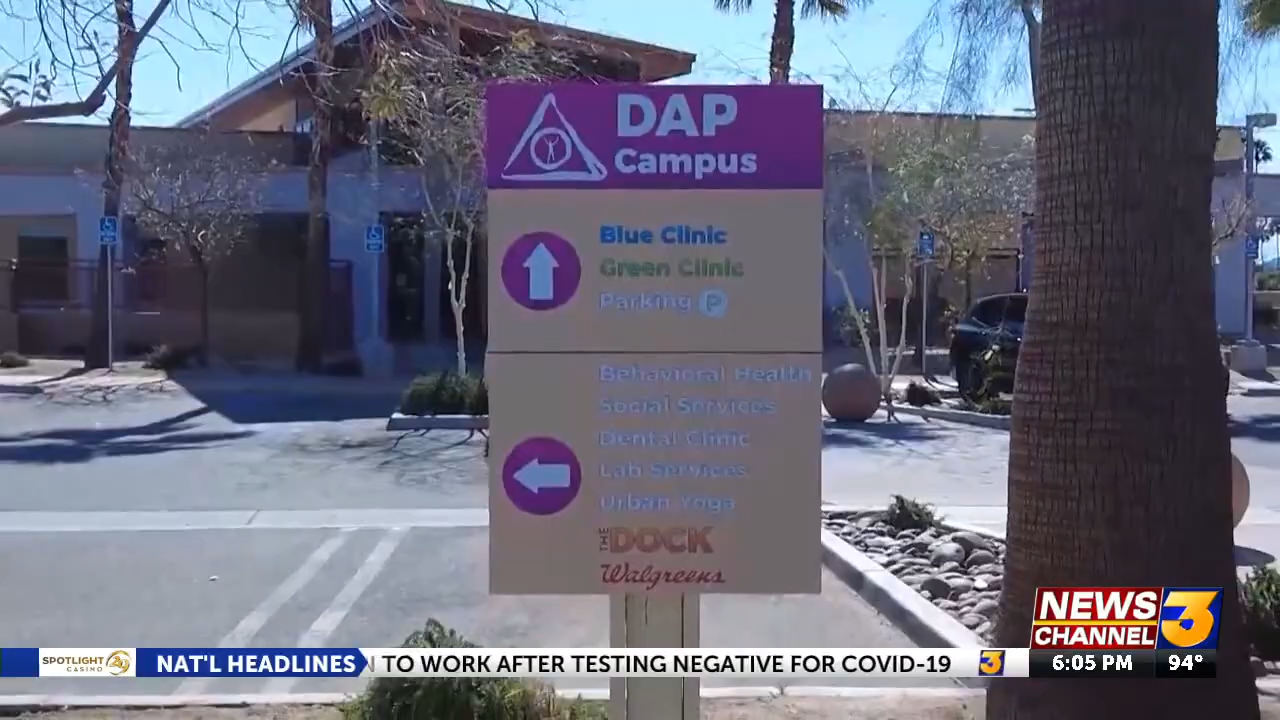 DAP
Campus
Blue Clinic
Green Clinic
Parking P
Behavioral Health
Social Services
Dental Clinic
Lab Services
Urban Yoga
THE DOCK
Walgreens
NEWS
CHANNEL 3
6:05 PM 94°
SPOTLIGHT 29
CASINO
NAT'L HEADLINES TO WORK AFTER TESTING NEGATIVE FOR COVID-19 3